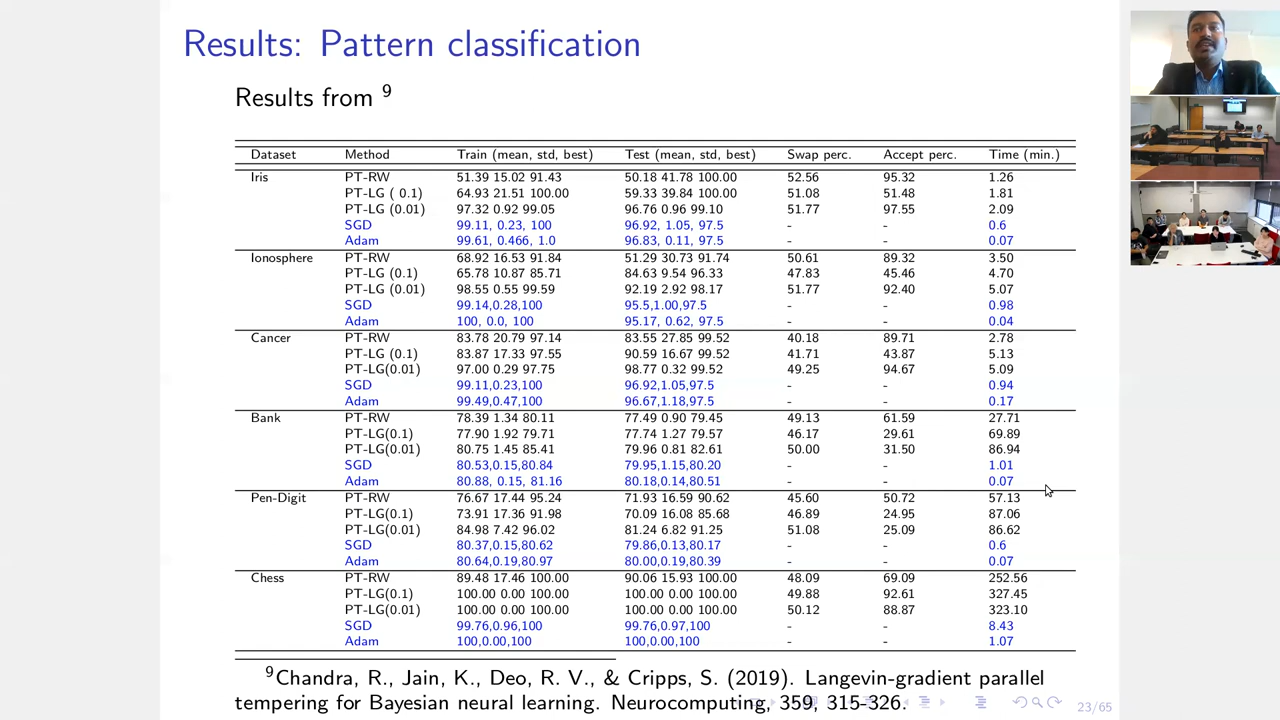 Results: Pattern classification
Results from 9
Dataset Method Train (mean, std, best) Test (mean, std, best) Swap perc. Accept perc. Time (min.)
Iris PT-RW 51.39 15.02 91.43 50.18 41.78 100.00 52.56 95.32 1.26
PT-LG ( 0.1) 64.93 21.51 100.00 59.33 39.84 100.00 51.08 51.48 1.81
PT-LG (0.01) 97.32 0.92 99.05 96.76 0.96 99.10 51.77 97.55 2.09
SGD 99.11, 0.23, 100 96.92, 1.05, 97.5 - - 0.6
Adam 99.61, 0.466, 1.0 96.83, 0.11, 97.5 - - 0.07
Ionosphere PT-RW 68.92 16.53 91.84 51.29 30.73 91.74 50.61 89.32 3.50
PT-LG (0.1) 65.78 10.87 85.71 84.63 9.54 96.33 47.83 45.46 4.70
PT-LG (0.01) 98.55 0.55 99.59 92.19 2.92 98.17 51.77 92.40 5.07
SGD 99.14,0.28,100 95.5,1.00,97.5 - - 0.98
Adam 100, 0.0, 100 95.17, 0.62, 97.5 - - 0.04
Cancer PT-RW 83.78 20.79 97.14 83.55 27.85 99.52 40.18 89.71 2.78
PT-LG (0.1) 83.87 17.33 97.55 90.59 16.67 99.52 41.71 43.87 5.13
PT-LG(0.01) 97.00 0.29 97.75 98.77 0.32 99.52 49.25 94.67 5.09
SGD 99.11,0.23,100 96.92,1.05,97.5 - - 0.94
Adam 99.49,0.47,100 96.67,1.18,97.5 - - 0.17
Bank PT-RW 78.39 1.34 80.11 77.49 0.90 79.45 49.13 61.59 27.71
PT-LG(0.1) 77.90 1.92 79.71 77.74 1.27 79.57 46.17 29.61 69.89
PT-LG(0.01) 80.75 1.45 85.41 79.96 0.81 82.61 50.00 31.50 86.94
SGD 80.53,0.15,80.84 79.95,1.15,80.20 - - 1.01
Adam 80.88, 0.15, 81.16 80.18,0.14,80.51 - - 0.07
Pen-Digit PT-RW 76.67 17.44 95.24 71.93 16.59 90.62 45.60 50.72 57.13
PT-LG(0.1) 73.91 17.36 91.98 70.09 16.08 85.68 46.89 24.95 87.06
PT-LG(0.01) 84.98 7.42 96.02 81.24 6.82 91.25 51.08 25.09 86.62
SGD 80.37,0.15,80.62 79.86,0.13,80.17 - - 0.6
Adam 80.64,0.19,80.97 80.00,0.19,80.39 - - 0.07
Chess PT-RW 89.48 17.46 100.00 90.06 15.93 100.00 48.09 69.09 252.56
PT-LG(0.1) 100.00 0.00 100.00 100.00 0.00 100.00 49.88 92.61 327.45
PT-LG(0.01) 100.00 0.00 100.00 100.00 0.00 100.00 50.12 88.87 323.10
SGD 99.76,0.96,100 99.76,0.97,100 - - 8.43
Adam 100,0.00,100 100,0.00,100 - - 1.07
9Chandra, R., Jain, K., Deo, R. V., & Cripps, S. (2019). Langevin-gradient parallel
tempering for Bayesian neural learning. Neurocomputing, 359, 315-326.
23/65